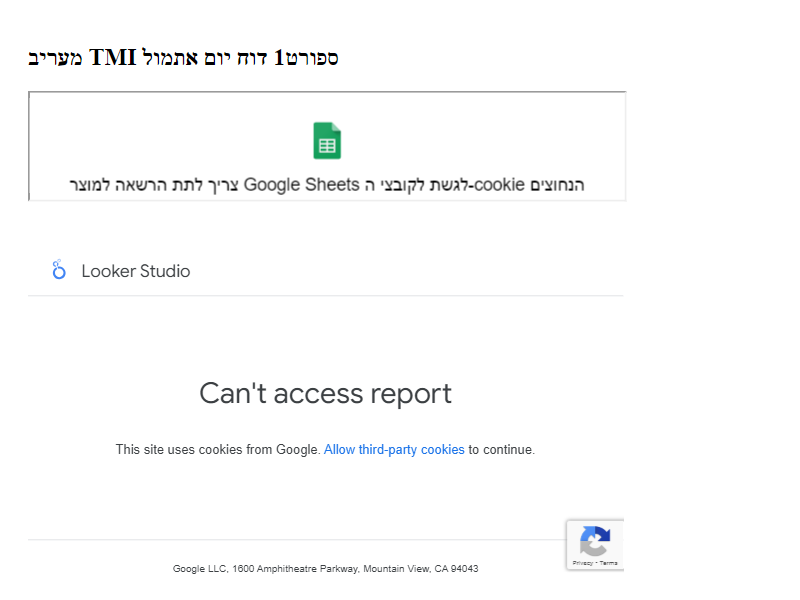 מעריב TMI ספורט1 דוח יום אתמול
צריך לתת הרשאה למוצר Google Sheets לגשת לקובצי ה-cookie הנחוצים
Looker Studio
Can't access report
This site uses cookies from Google. Allow third-party cookies to continue.
Privacy - Terms
Google LLC, 1600 Amphitheatre Parkway, Mountain View, CA 94043